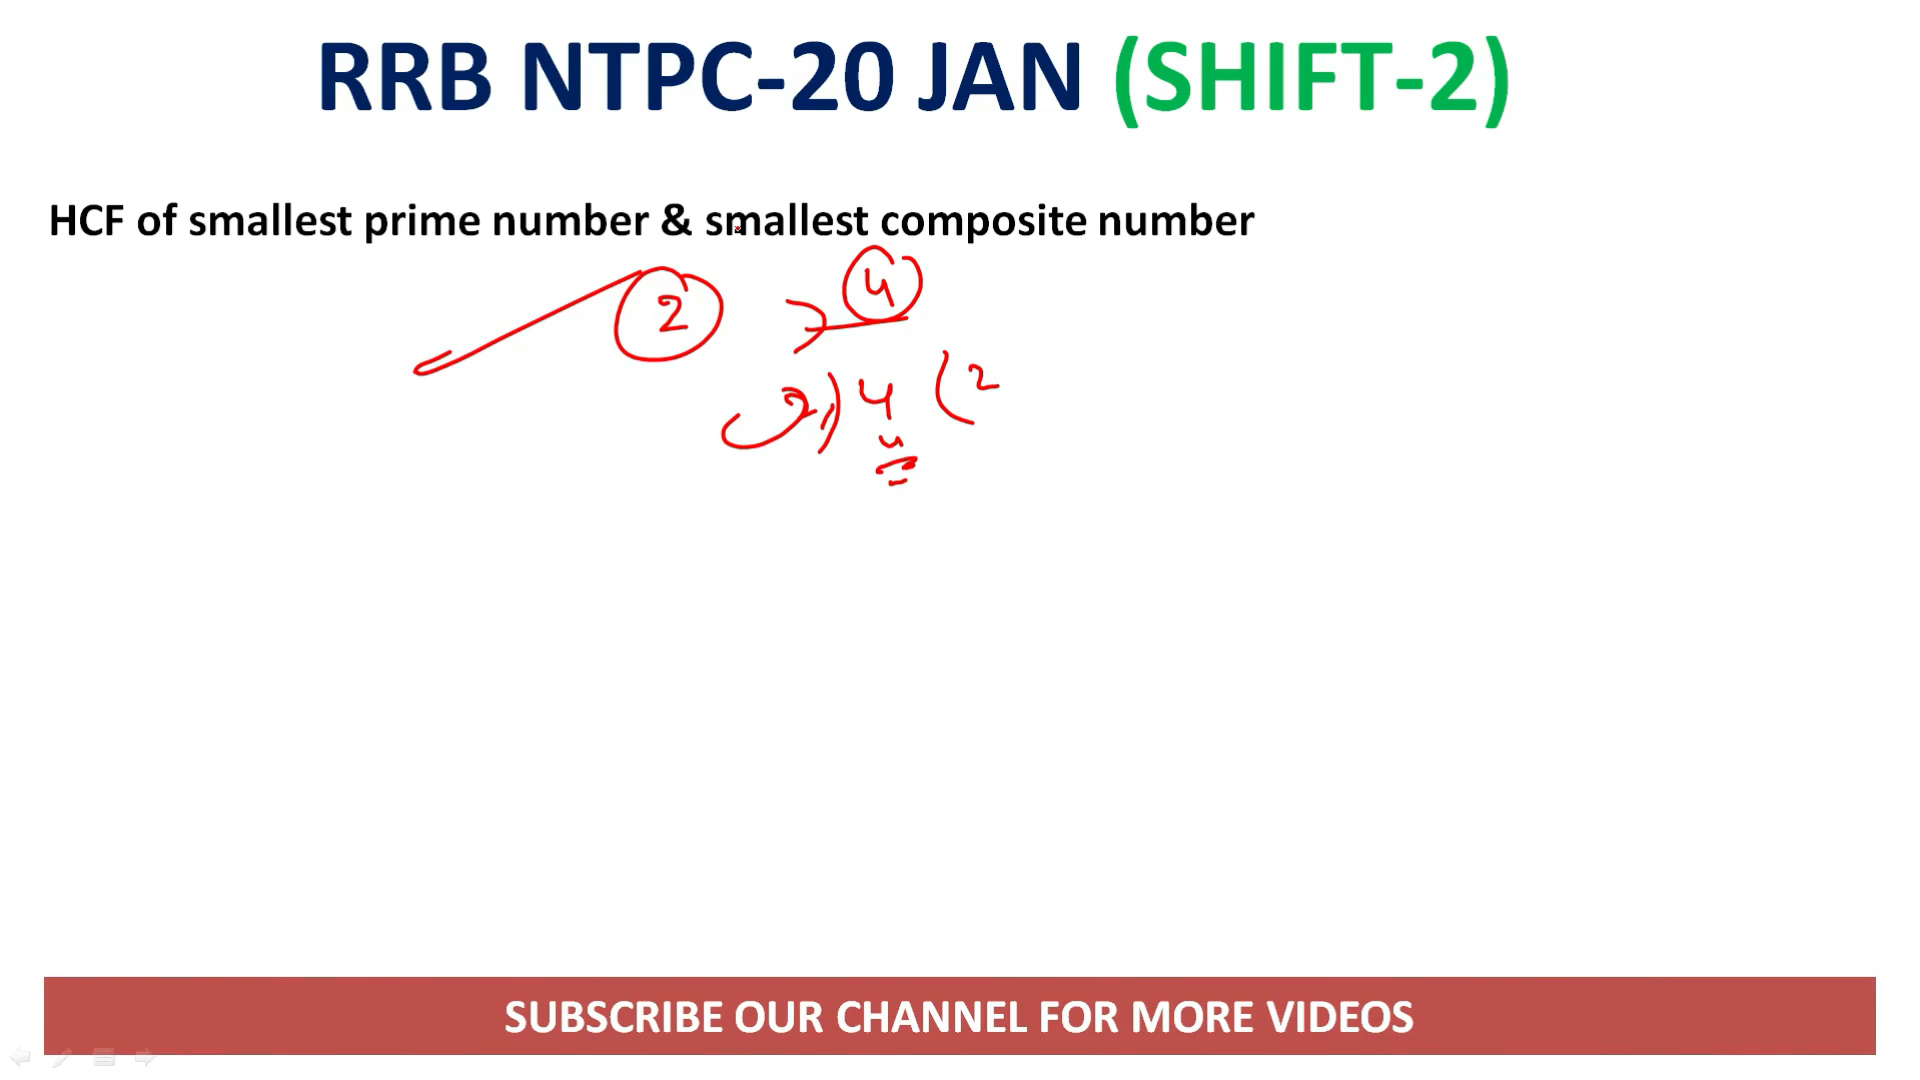 RRB NTPC-20 JAN (SHIFT-2)
HCF of smallest prime number & smallest composite number
2 4
2) 4 (2
4
SUBSCRIBE OUR CHANNEL FOR MORE VIDEOS